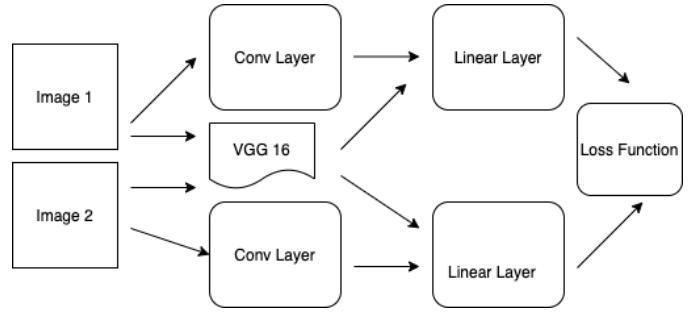 Image 1
Conv Layer
Linear Layer
VGG 16
Loss Function
Image 2
Conv Layer
Linear Layer